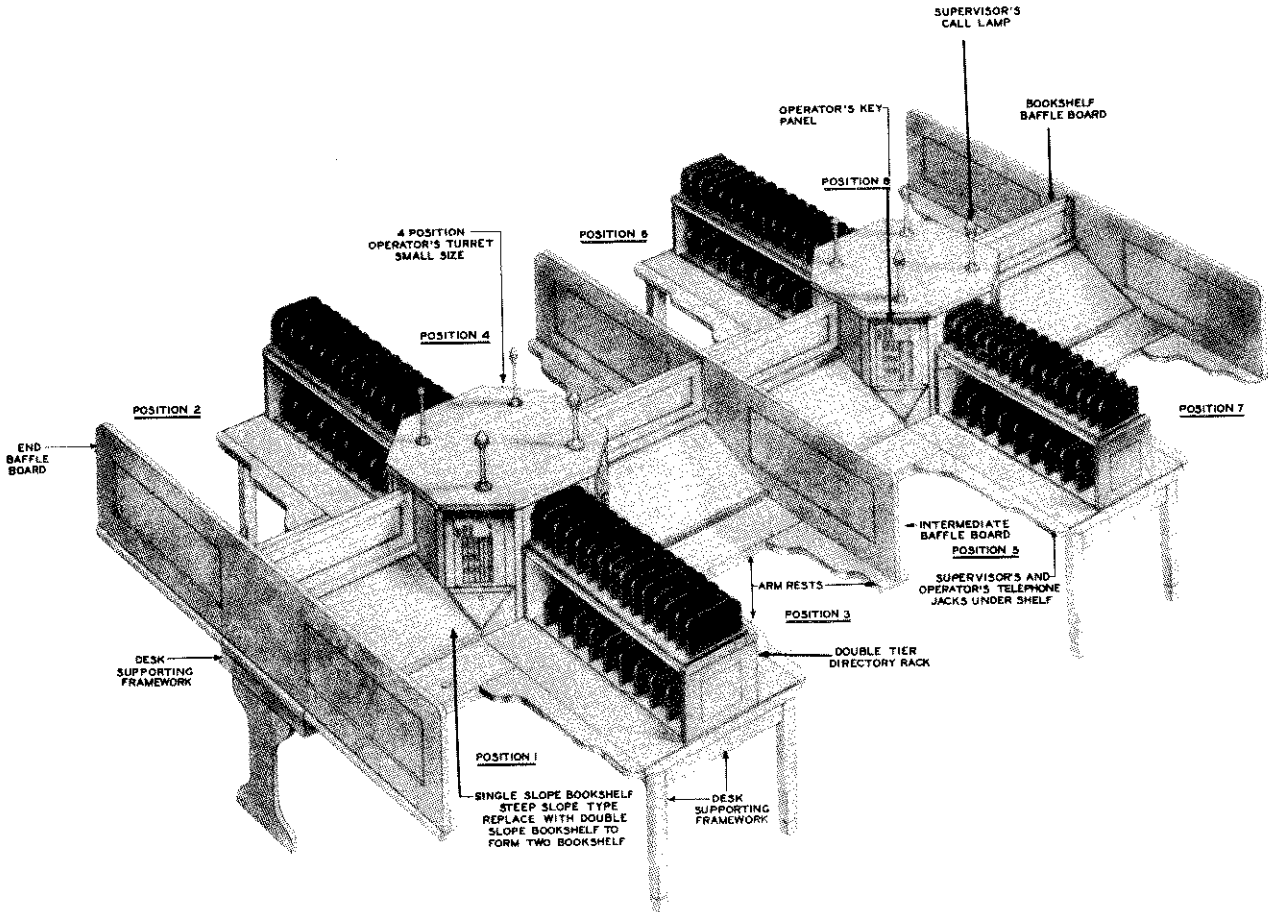 SUPERVISOR'S
CALL LAMP
OPERATOR'S KEY
PANEL
BOOKSHELF
BAFFLE BOARD
POSITION 8
4 POSITION
OPERATOR'S TURRET
SMALL SIZE
POSITION 6
POSITION 4
POSITION 2
POSITION 7
END
BAFFLE
BOARD
INTERMEDIATE
BAFFLE BOARD
POSITION 5
SUPERVISOR'S AND
OPERATOR'S TELEPHONE
JACKS UNDER SHELF
ARM RESTS
POSITION 3
DOUBLE TIER
DIRECTORY RACK
DESK
SUPPORTING
FRAMEWORK
POSITION 1
SINGLE SLOPE BOOKSHELF
STEEP SLOPE TYPE
REPLACE WITH DOUBLE
SLOPE BOOKSHELF TO
FORM TWO BOOKSHELF
DESK
SUPPORTING
FRAMEWORK